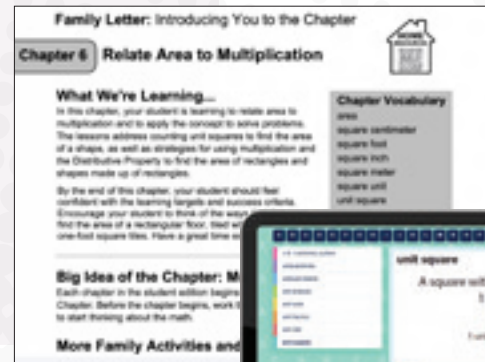 Family Letter: Introducing You to the Chapter
Chapter 6
Relate Area to Multiplication
What We're Learning...
In this chapter, your student is learning to relate area to
multiplication and to apply the concept to solve problems.
The lessons address counting unit squares to find the area
of a shape, as well as strategies for using multiplication and
the Distributive Property to find the area of rectangles and
shapes made up of rectangles.
By the end of this chapter, your student should feel
confident with the learning targets and success criteria.
Encourage your student to think of the ways
find the area of a rectangular floor, tiled wi
one-foot square tiles. Have a great time
Chapter Vocabulary
area
square centimeter
square foot
square inch
square meter
square unit
unit square
Big Idea of the Chapter: M
Each chapter in the student edition begins
Chapter. Before the chapter begins, work
to start thinking about the math.
More Family Activities and
unit square
A square wit